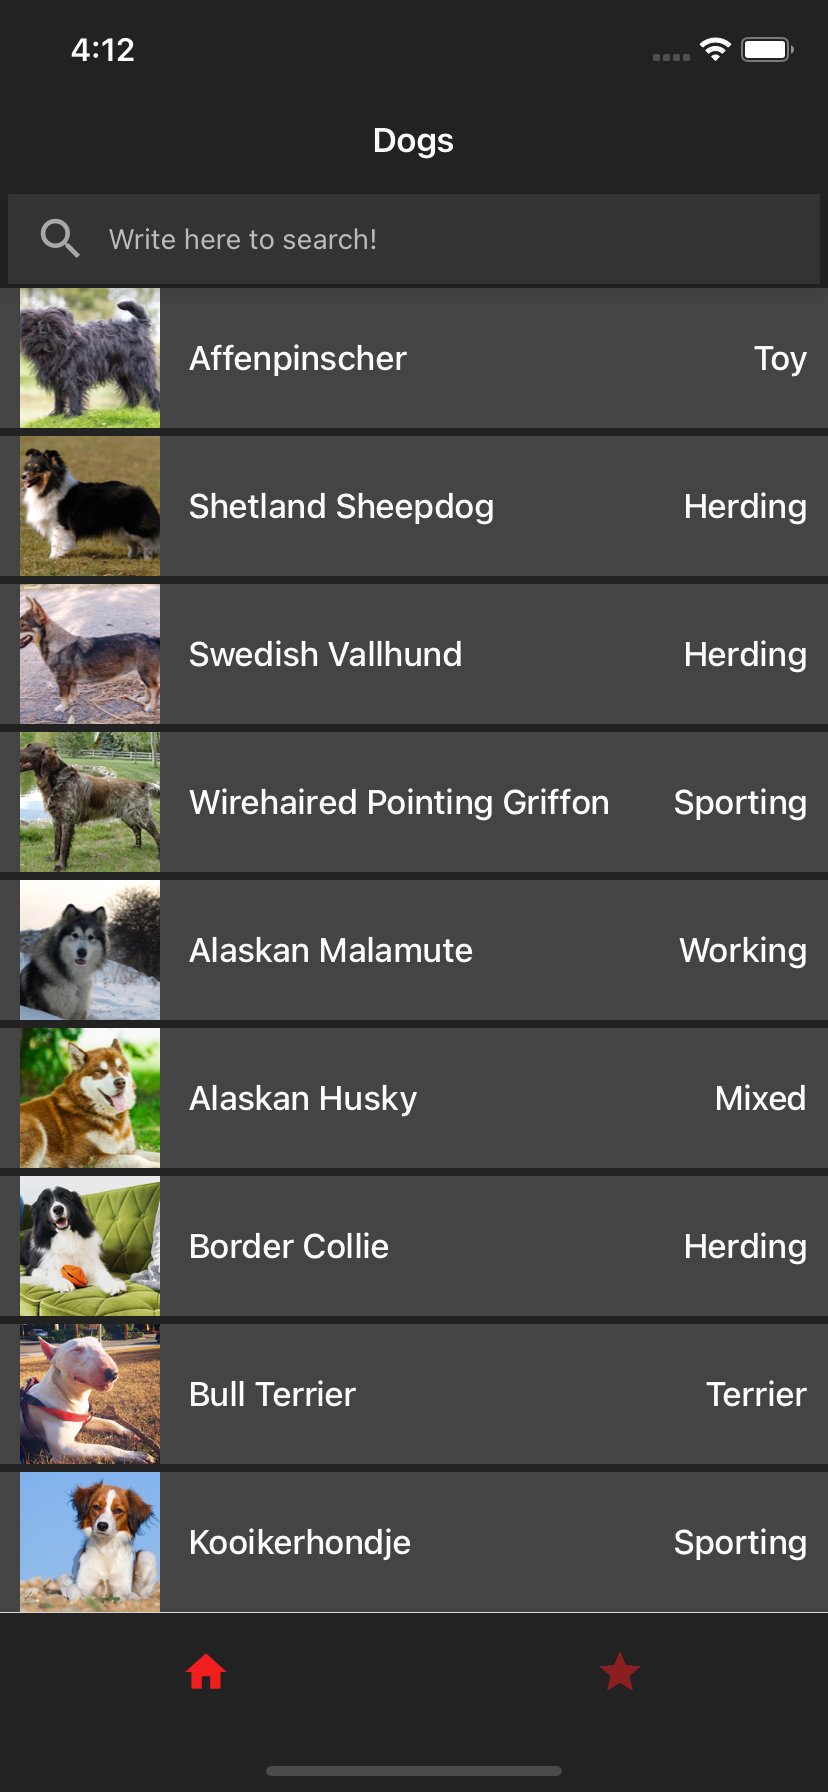 4:12
Dogs
Write here to search!
Affenpinscher Toy
Shetland Sheepdog Herding
Swedish Vallhund Herding
Wirehaired Pointing Griffon Sporting
Alaskan Malamute Working
Alaskan Husky Mixed
Border Collie Herding
Bull Terrier Terrier
Kooikerhondje Sporting